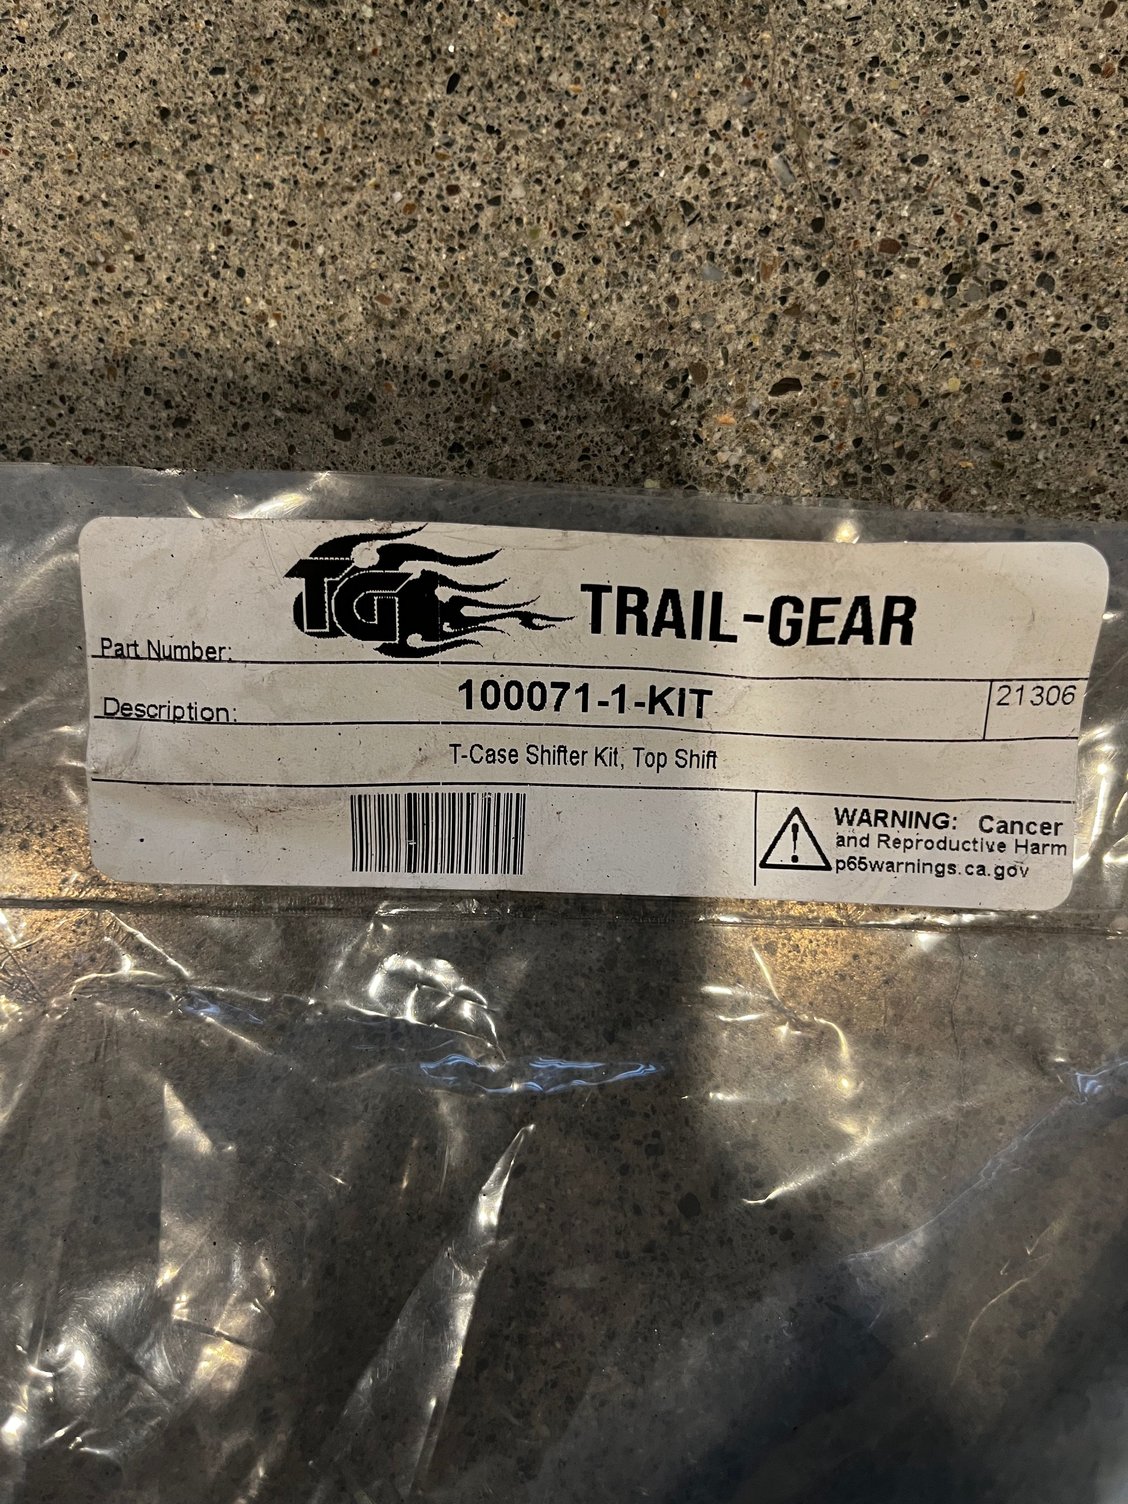 TG
TRAIL-GEAR
Part Number:
100071-1-KIT
21306
Description:
T-Case Shifter Kit, Top Shift
WARNING: Cancer
and Reproductive Harm
p65warnings.ca.gov